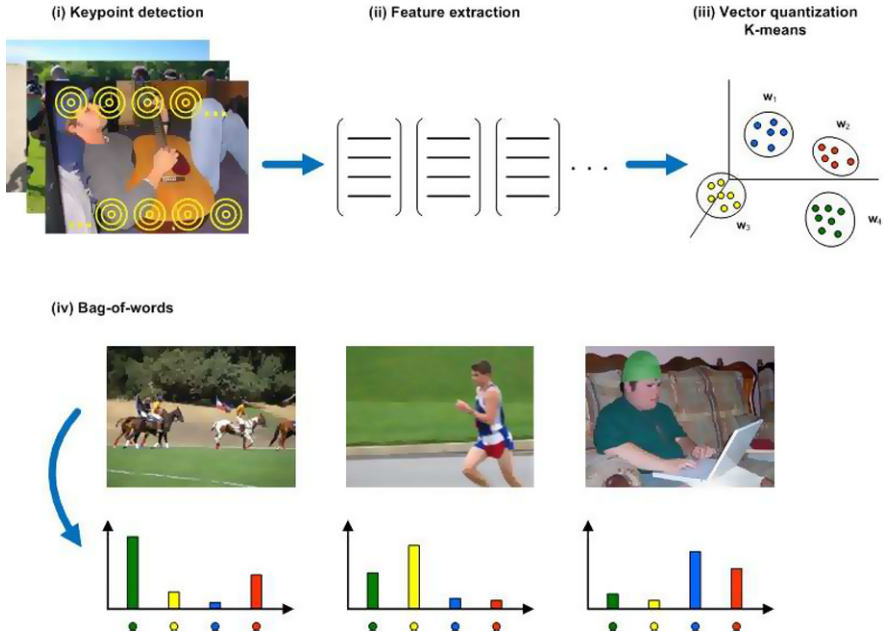 (i) Keypoint detection
(ii) Feature extraction
(iii) Vector quantization
K-means
w1
w2
w3
w4
. . .
(iv) Bag-of-words